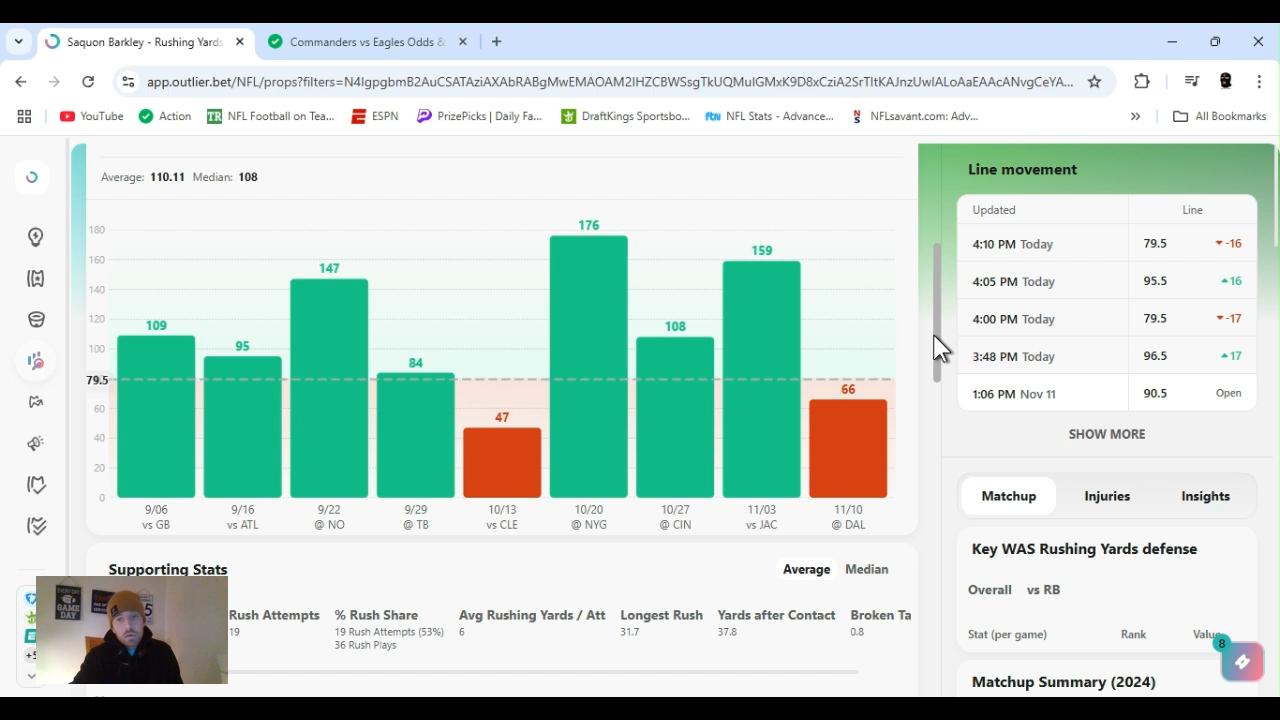 Saquon Barkley - Rushing Yards
Commanders vs Eagles Odds &
app.outlier.bet/NFL/props?filters=
YouTube
Action
NFL Football on Tea...
ESPN
PrizePicks | Daily Fa...
DraftKings Sportsbo...
NFL Stats - Advance...
NFLsavant.com: Adv...
All Bookmarks
Average: 110.11 Median: 108
180
160
140
120
100
79.5
60
40
20
0
109
95
147
84
47
176
108
159
66
9/06
vs GB
9/16
vs ATL
9/22
@ NO
9/29
@ TB
10/13
vs CLE
10/20
@ NYG
10/27
@ CIN
11/03
vs JAC
11/10
@ DAL
Supporting Stats
Average Median
Rush Attempts
19
% Rush Share
19 Rush Attempts (53%)
36 Rush Plays
Avg Rushing Yards / Att
6
Longest Rush
31.7
Yards after Contact
37.8
Broken Ta
0.8
Line movement
Updated Line
4:10 PM Today 79.5 -16
4:05 PM Today 95.5 16
4:00 PM Today 79.5 -17
3:48 PM Today 96.5 17
1:06 PM Nov 11 90.5 Open
SHOW MORE
Matchup Injuries Insights
Key WAS Rushing Yards defense
Overall vs RB
Stat (per game) Rank Value
8
Matchup Summary (2024)
EVERY DAY
GAME
DAY